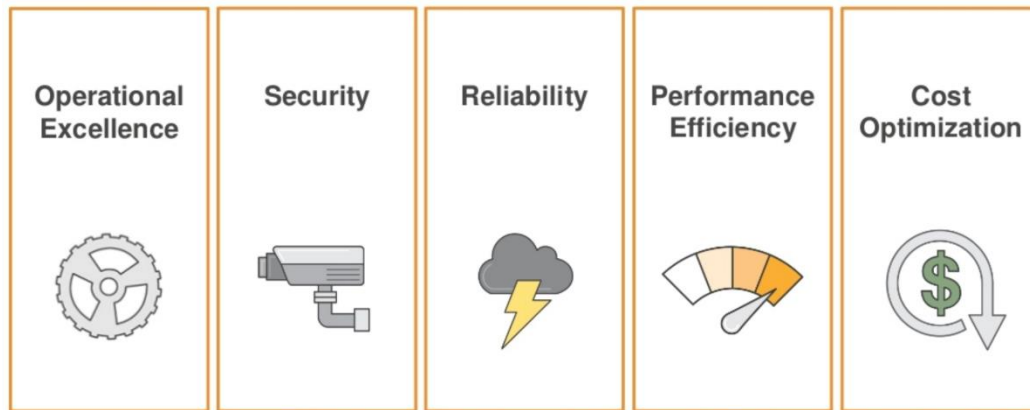 Operational
Excellence
Security
Reliability
Performance
Efficiency
Cost
Optimization
$